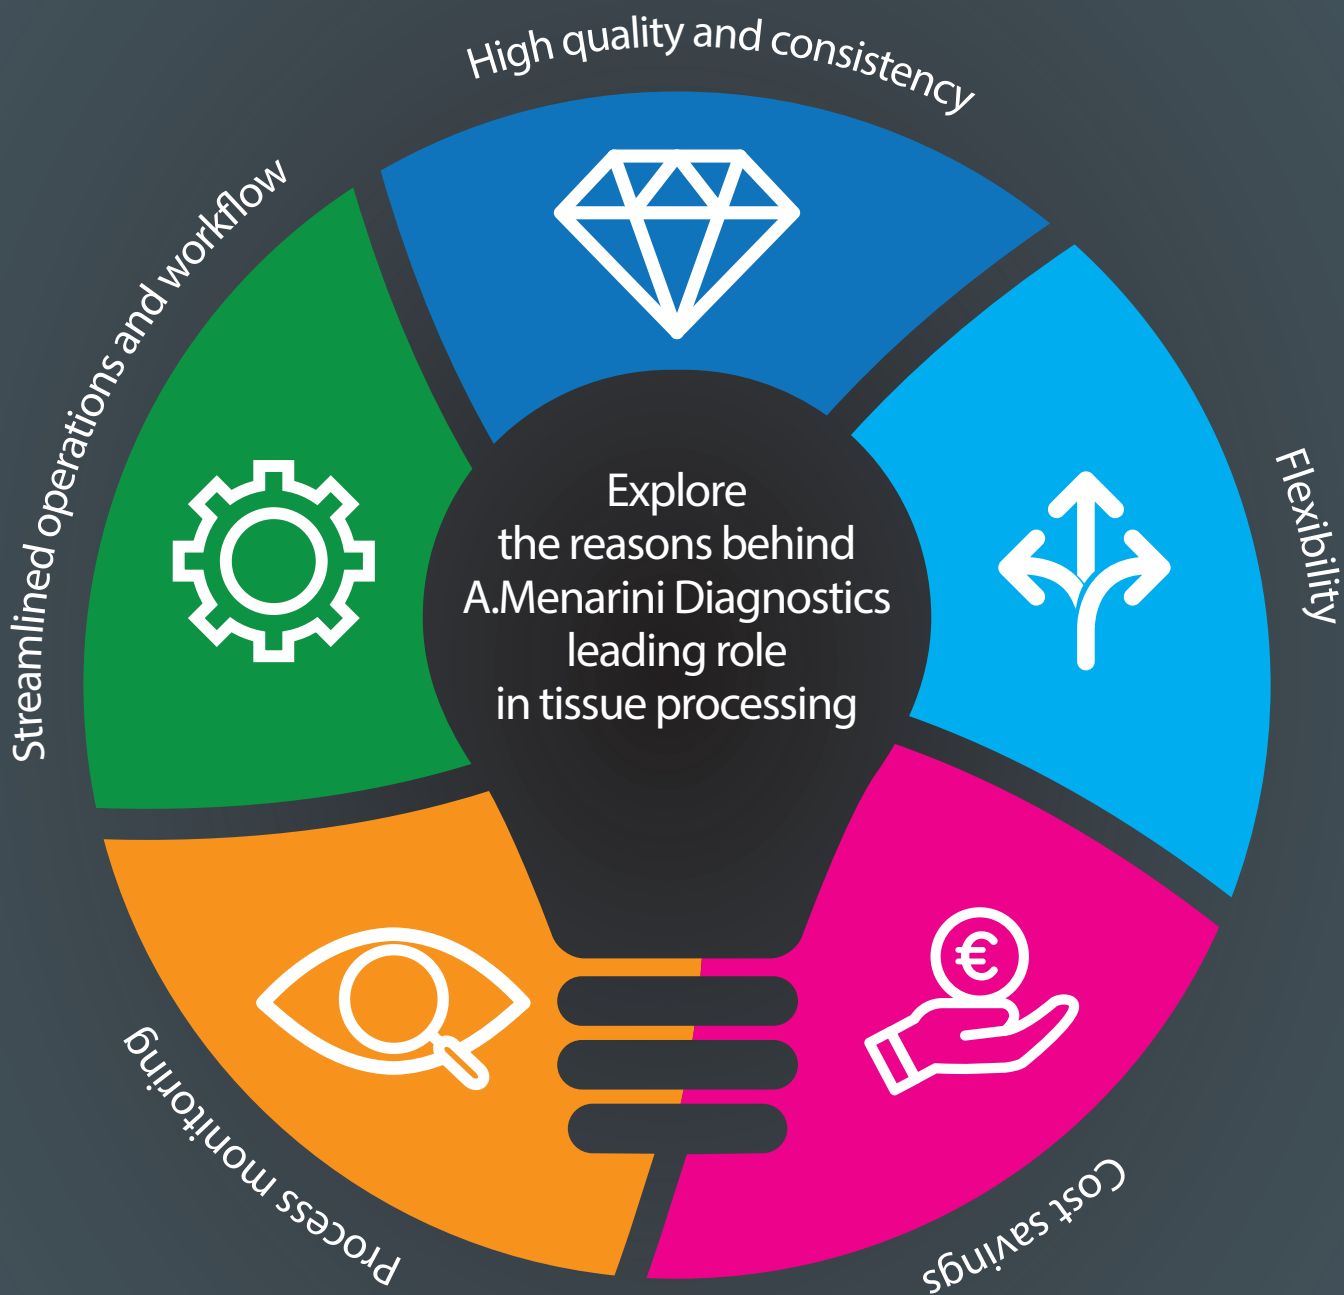 High quality and consistency
Streamlined operations and workflow
Flexibility
Explore
the reasons behind
A.Menarini Diagnostics
leading role
in tissue processing
€
Process monitoring
Cost savings